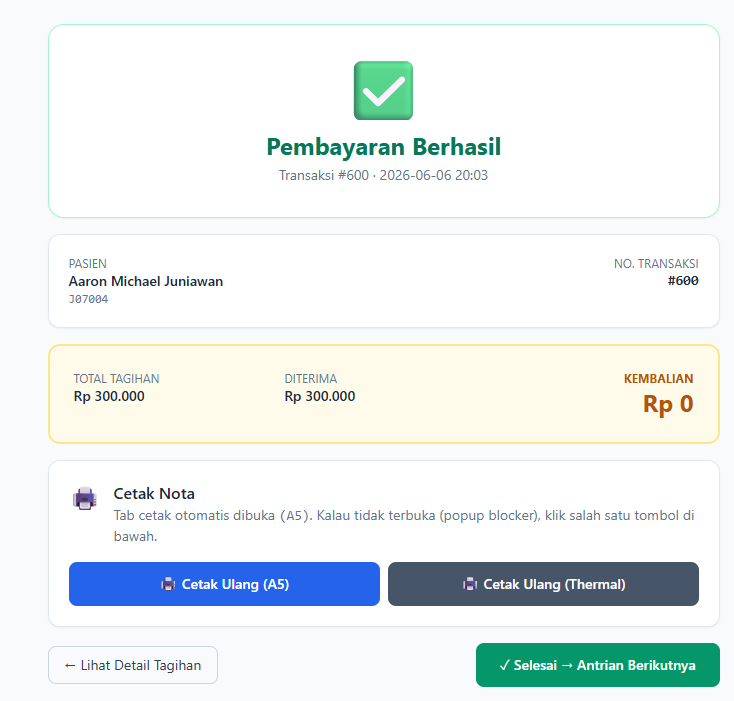 Pembayaran Berhasil
Transaksi #600 · 2026-06-06 20:03
PASIEN
Aaron Michael Juniawan
J07004
NO. TRANSAKSI
#600
TOTAL TAGIHAN
Rp 300.000
DITERIMA
Rp 300.000
KEMBALIAN
Rp 0
Cetak Nota
Tab cetak otomatis dibuka (A5). Kalau tidak terbuka (popup blocker), klik salah satu tombol di
bawah.
Cetak Ulang (A5)
Cetak Ulang (Thermal)
← Lihat Detail Tagihan
✓ Selesai → Antrian Berikutnya